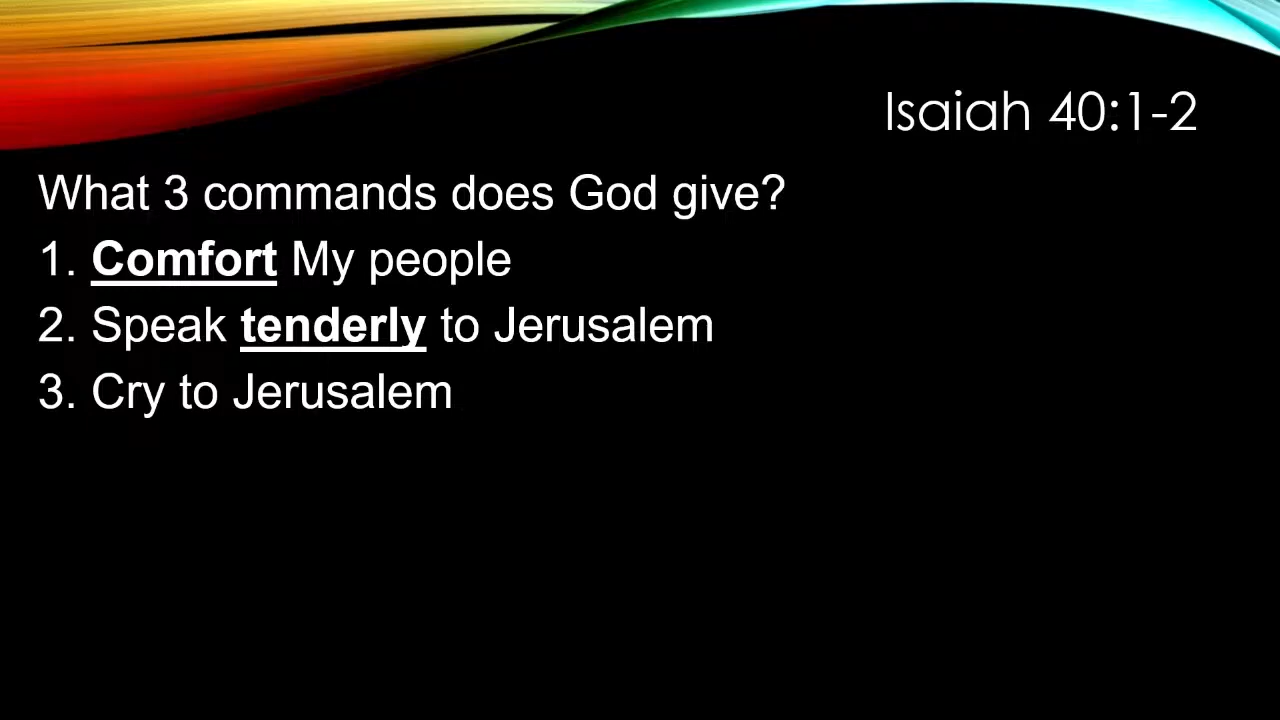 Isaiah 40:1-2
What 3 commands does God give?
1. Comfort My people
2. Speak tenderly to Jerusalem
3. Cry to Jerusalem